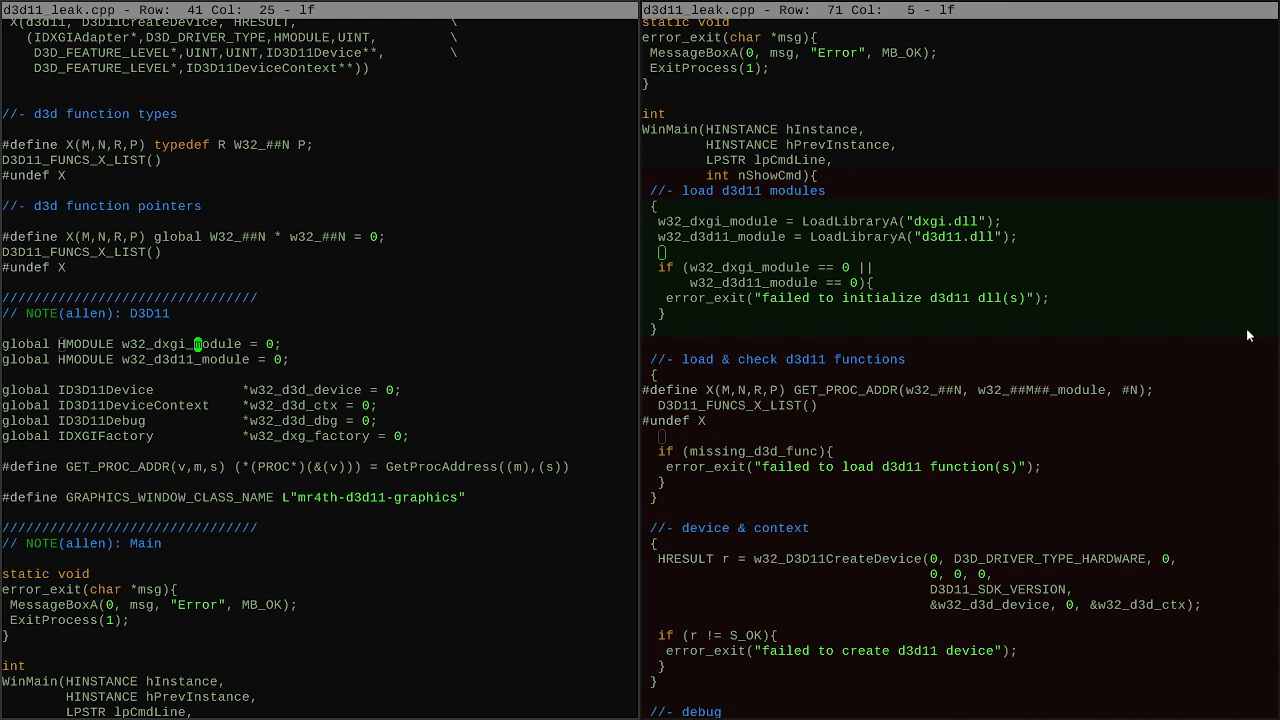 d3d11_leak.cpp - Row:  41 Col:  25 - lf
 X(d3d11, D3D11CreateDevice, HRESULT,                    \
   (IDXGIAdapter*,D3D_DRIVER_TYPE,HMODULE,UINT,          \
    D3D_FEATURE_LEVEL*,UINT,UINT,ID3D11Device**,         \
    D3D_FEATURE_LEVEL*,ID3D11DeviceContext**))
//- d3d function types
#define X(M,N,R,P) typedef R W32_##N P;
D3D11_FUNCS_X_LIST()
#undef X
//- d3d function pointers
#define X(M,N,R,P) global W32_##N * w32_##N = 0;
D3D11_FUNCS_X_LIST()
#undef X
////////////////////////////////
// NOTE(allen): D3D11
global HMODULE w32_dxgi_module = 0;
global HMODULE w32_d3d11_module = 0;
global ID3D11Device           *w32_d3d_device = 0;
global ID3D11DeviceContext    *w32_d3d_ctx = 0;
global ID3D11Debug            *w32_d3d_dbg = 0;
global IDXGIFactory           *w32_dxg_factory = 0;
#define GET_PROC_ADDR(v,m,s) (*(PROC*)(&(v))) = GetProcAddress((m),(s))
#define GRAPHICS_WINDOW_CLASS_NAME L"mr4th-d3d11-graphics"
////////////////////////////////
// NOTE(allen): Main
static void
error_exit(char *msg){
 MessageBoxA(0, msg, "Error", MB_OK);
 ExitProcess(1);
}
int
WinMain(HINSTANCE hInstance,
        HINSTANCE hPrevInstance,
        LPSTR lpCmdLine,
d3d11_leak.cpp - Row:  71 Col:   5 - lf
static void
error_exit(char *msg){
 MessageBoxA(0, msg, "Error", MB_OK);
 ExitProcess(1);
}
int
WinMain(HINSTANCE hInstance,
        HINSTANCE hPrevInstance,
        LPSTR lpCmdLine,
        int nShowCmd){
 //- load d3d11 modules
 {
  w32_dxgi_module = LoadLibraryA("dxgi.dll");
  w32_d3d11_module = LoadLibraryA("d3d11.dll");
  if (w32_dxgi_module == 0 ||
      w32_d3d11_module == 0){
   error_exit("failed to initialize d3d11 dll(s)");
  }
 }
 //- load & check d3d11 functions
 {
#define X(M,N,R,P) GET_PROC_ADDR(w32_##N, w32_##M##_module, #N);
  D3D11_FUNCS_X_LIST()
#undef X
  if (missing_d3d_func){
   error_exit("failed to load d3d11 function(s)");
  }
 }
 //- device & context
 {
  HRESULT r = w32_D3D11CreateDevice(0, D3D_DRIVER_TYPE_HARDWARE, 0,
                                    0, 0, 0,
                                    D3D11_SDK_VERSION,
                                    &w32_d3d_device, 0, &w32_d3d_ctx);
  if (r != S_OK){
   error_exit("failed to create d3d11 device");
  }
 }
 //- debug